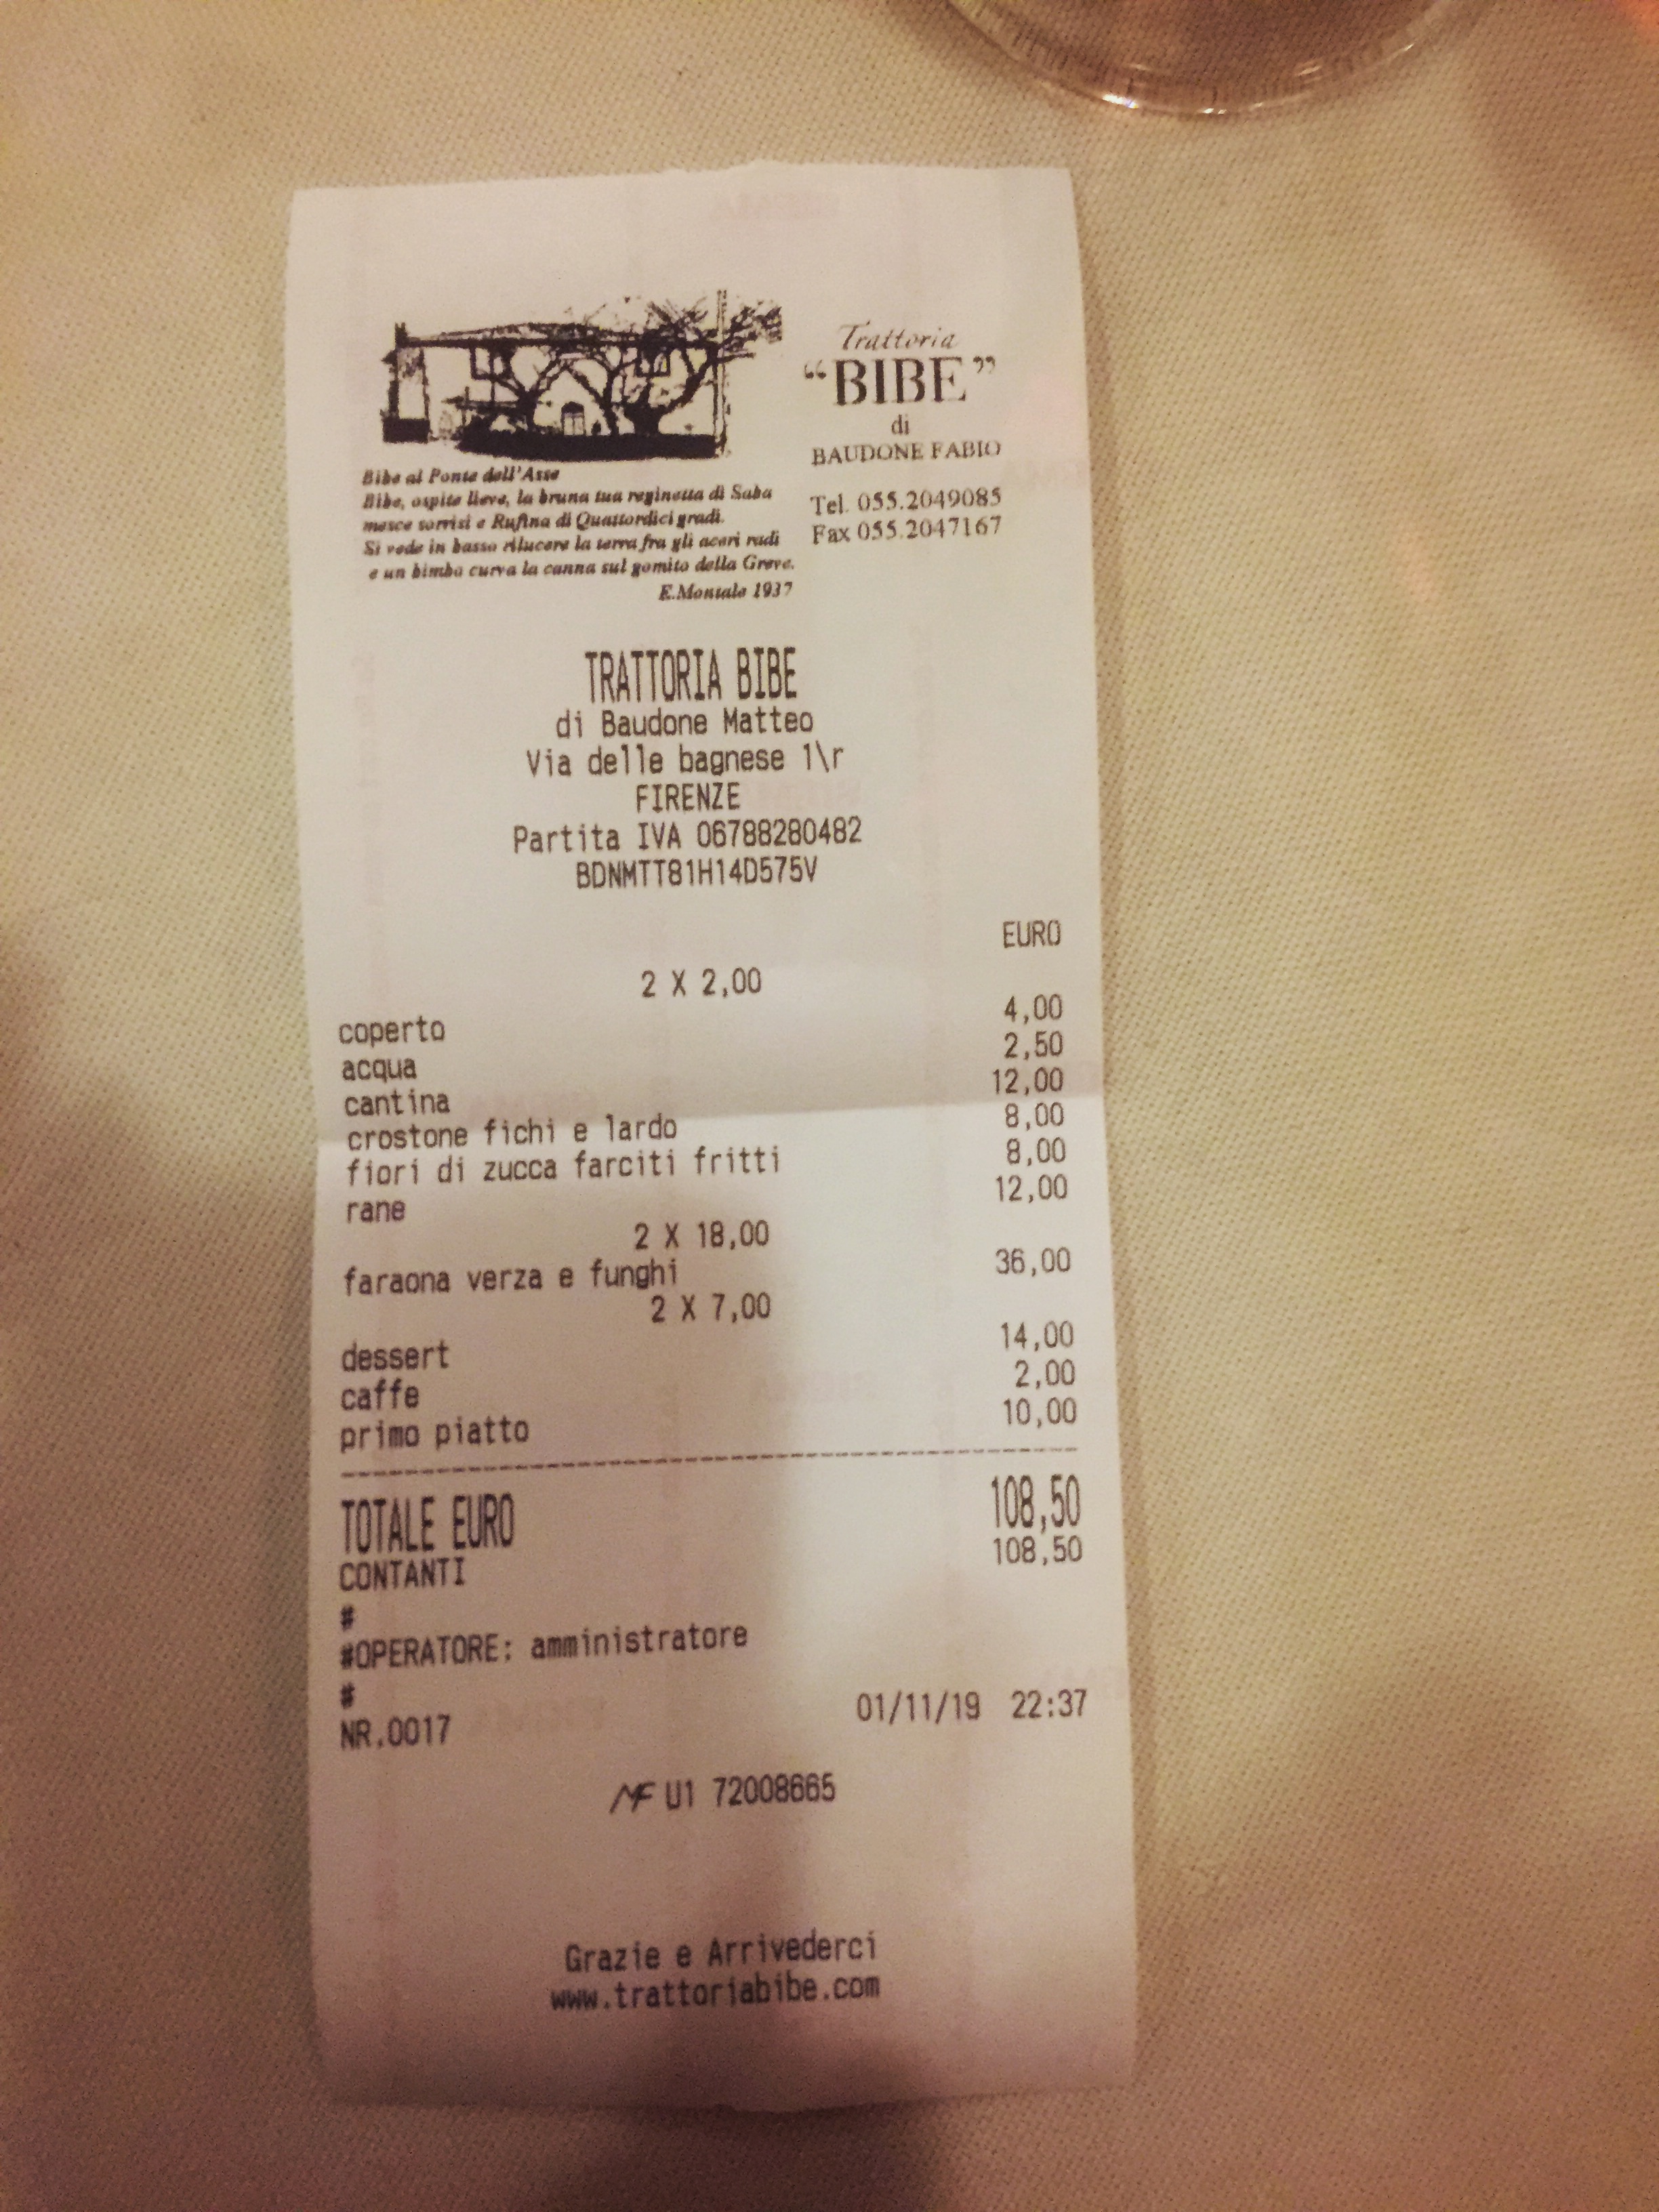 Trattoria
“BIBE”
di
BAUDONE FABIO
Tel. 055.2049085
Fax 055.2047167
Bibe al Ponte dell'Asse
Bibe, ospite lieve, la bruna tua reginetta di Saba
mesce sorrisi e Rufina di Quattordici gradi.
Si vede in basso rilucere la terra fra gli aceri radi
e un bimbo curva la canna sul gomito della Greve.
E.Montale 1937
TRATTORIA BIBE
di Baudone Matteo
Via delle bagnese 1\r
FIRENZE
Partita IVA 06788280482
BDNMTT81H14D575V
EURO
2 X 2,00
coperto 4,00
acqua 2,50
cantina 12,00
crostone fichi e lardo 8,00
fiori di zucca farciti fritti 8,00
rane 12,00
2 X 18,00
faraona verza e funghi 36,00
2 X 7,00
dessert 14,00
caffe 2,00
primo piatto 10,00
TOTALE EURO 108,50
CONTANTI 108,50
#
#OPERATORE: amministratore
#
NR.0017 01/11/19 22:37
MF U1 72008665
Grazie e Arrivederci
www.trattoriabibe.com